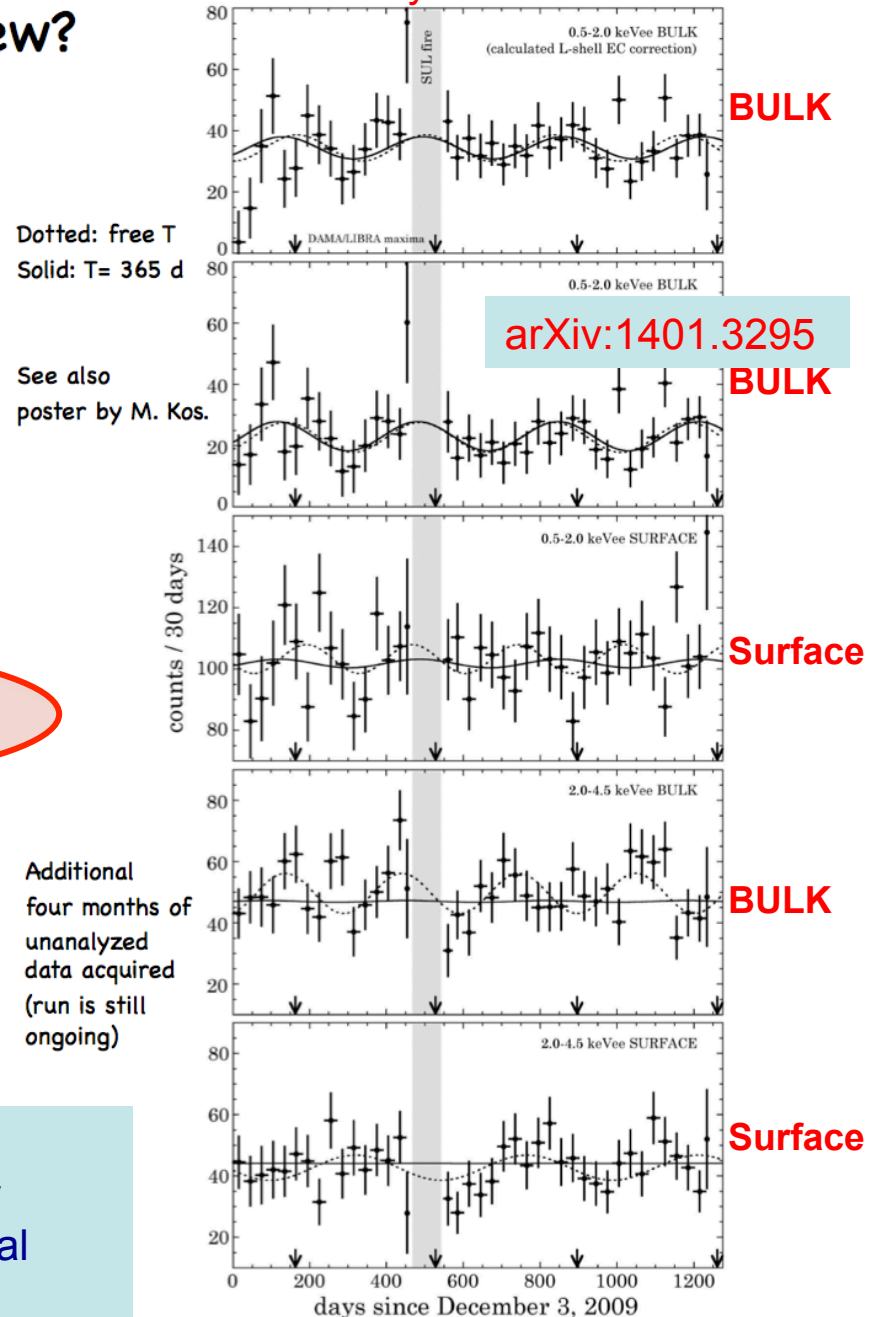 ew?
0.5-2.0 keVee BULK
(calculated L-shell EC correction)
SUL fire
BULK
80
60
40
20
0
DAMA/LIBRA maxima
Dotted: free T
Solid: T= 365 d
80
60
40
20
0
0.5-2.0 keVee BULK
arXiv:1401.3295
BULK
See also
poster by M. Kos.
140
120
100
80
0.5-2.0 keVee SURFACE
Surface
counts / 30 days
80
60
40
20
2.0-4.5 keVee BULK
BULK
Additional
four months of
unanalyzed
data acquired
(run is still
ongoing)
80
60
40
20
2.0-4.5 keVee SURFACE
Surface
al
0 200 400 600 800 1000 1200
days since December 3, 2009